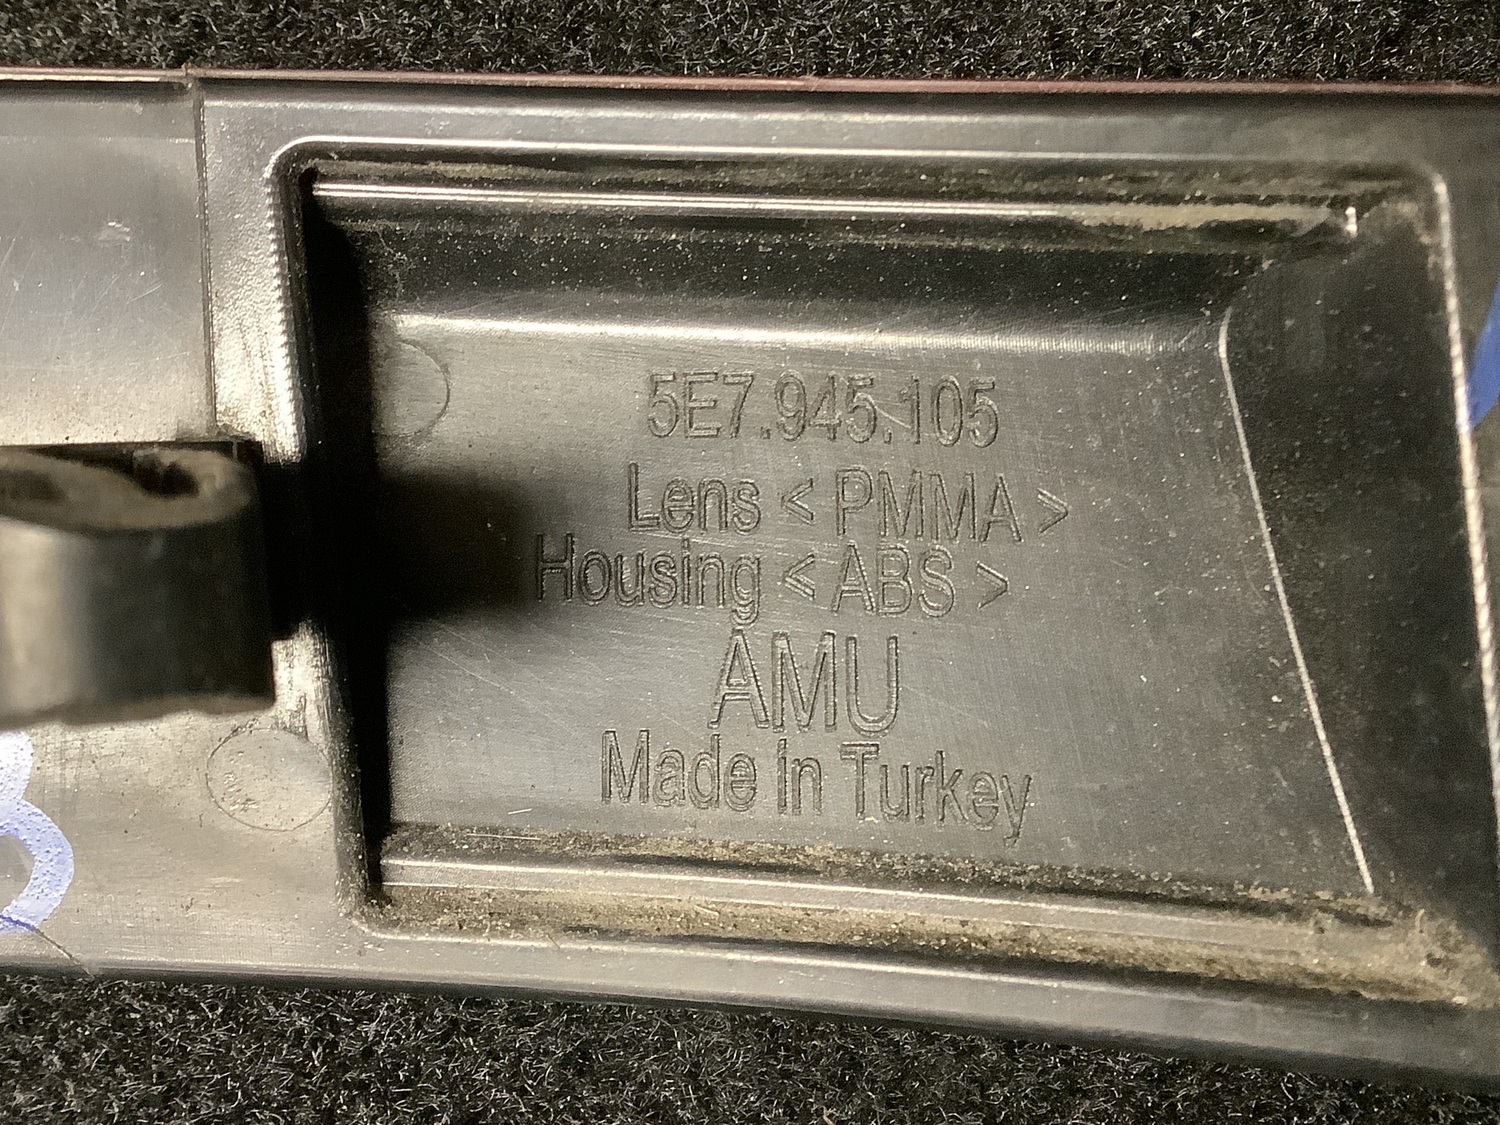 5E7.945.105
Lens < PMMA >
Housing < ABS >
AMU
Made in Turkey